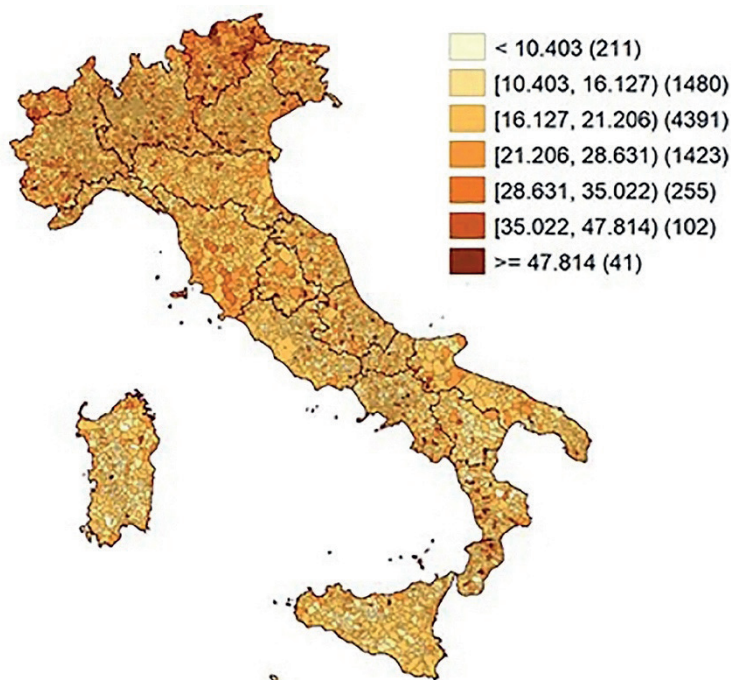 < 10.403 (211)
[10.403, 16.127) (1480)
[16.127, 21.206) (4391)
[21.206, 28.631) (1423)
[28.631, 35.022) (255)
[35.022, 47.814) (102)
>= 47.814 (41)